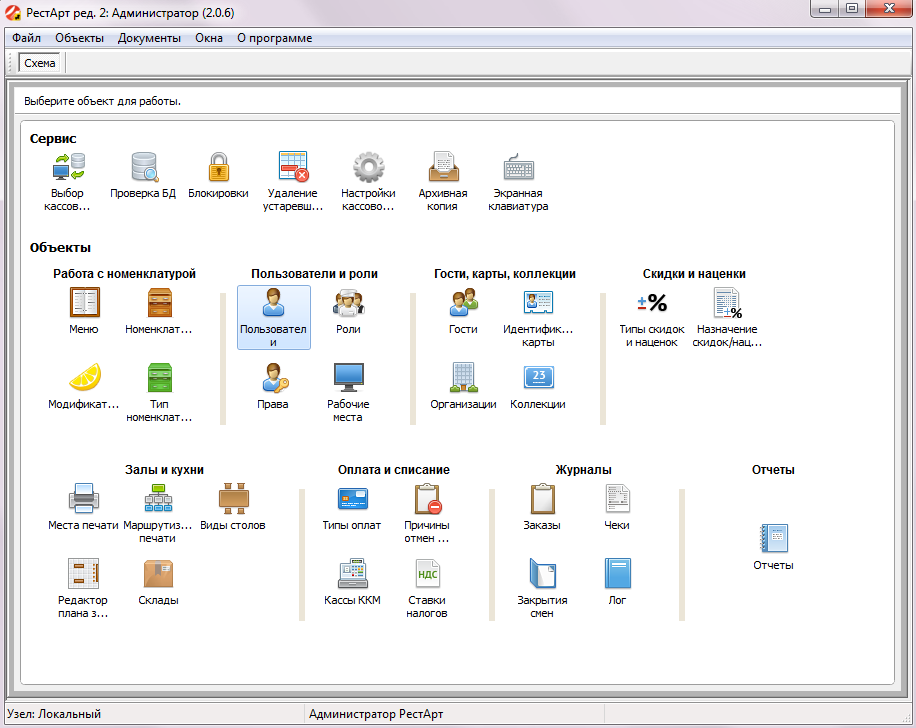 РестАрт ред. 2: Администратор (2.0.6)
Файл Объекты Документы Окна О программе
Схема
Выберите объект для работы.
Сервис
Выбор
кассов...
Проверка БД
Блокировки
Удаление
устаревш...
Настройки
кассово...
Архивная
копия
Экранная
клавиатура
Объекты
Работа с номенклатурой
Меню
Номенклат...
Модификат...
Тип
номенклат...
Пользователи и роли
Пользовател
и
Роли
Права
Рабочие
места
Гости, карты, коллекции
Гости
Идентифик...
карты
Организации
23
Коллекции
Скидки и наценки
±%
Типы скидок
и наценок
±%
Назначение
скидок/нац...
Залы и кухни
Места печати
Маршрутиз...
печати
Виды столов
Редактор
плана з...
Склады
Оплата и списание
Типы оплат
Причины
отмен ...
Кассы ККМ
НДС
Ставки
налогов
Журналы
Заказы
Чеки
Закрытия
смен
Лог
Отчеты
Отчеты
Узел: Локальный
Администратор РестАрт